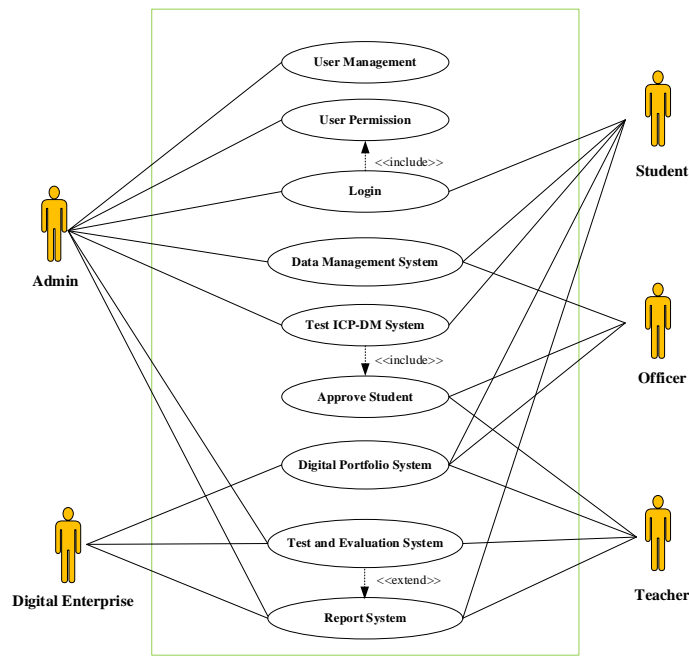 User Management
User Permission
<<include>>
Student
Login
Admin
Data Management System
Test ICP-DM System
<<include>>
Officer
Approve Student
Digital Portfolio System
Test and Evaluation System
<<extend>>
Digital Enterprise
Report System
Teacher